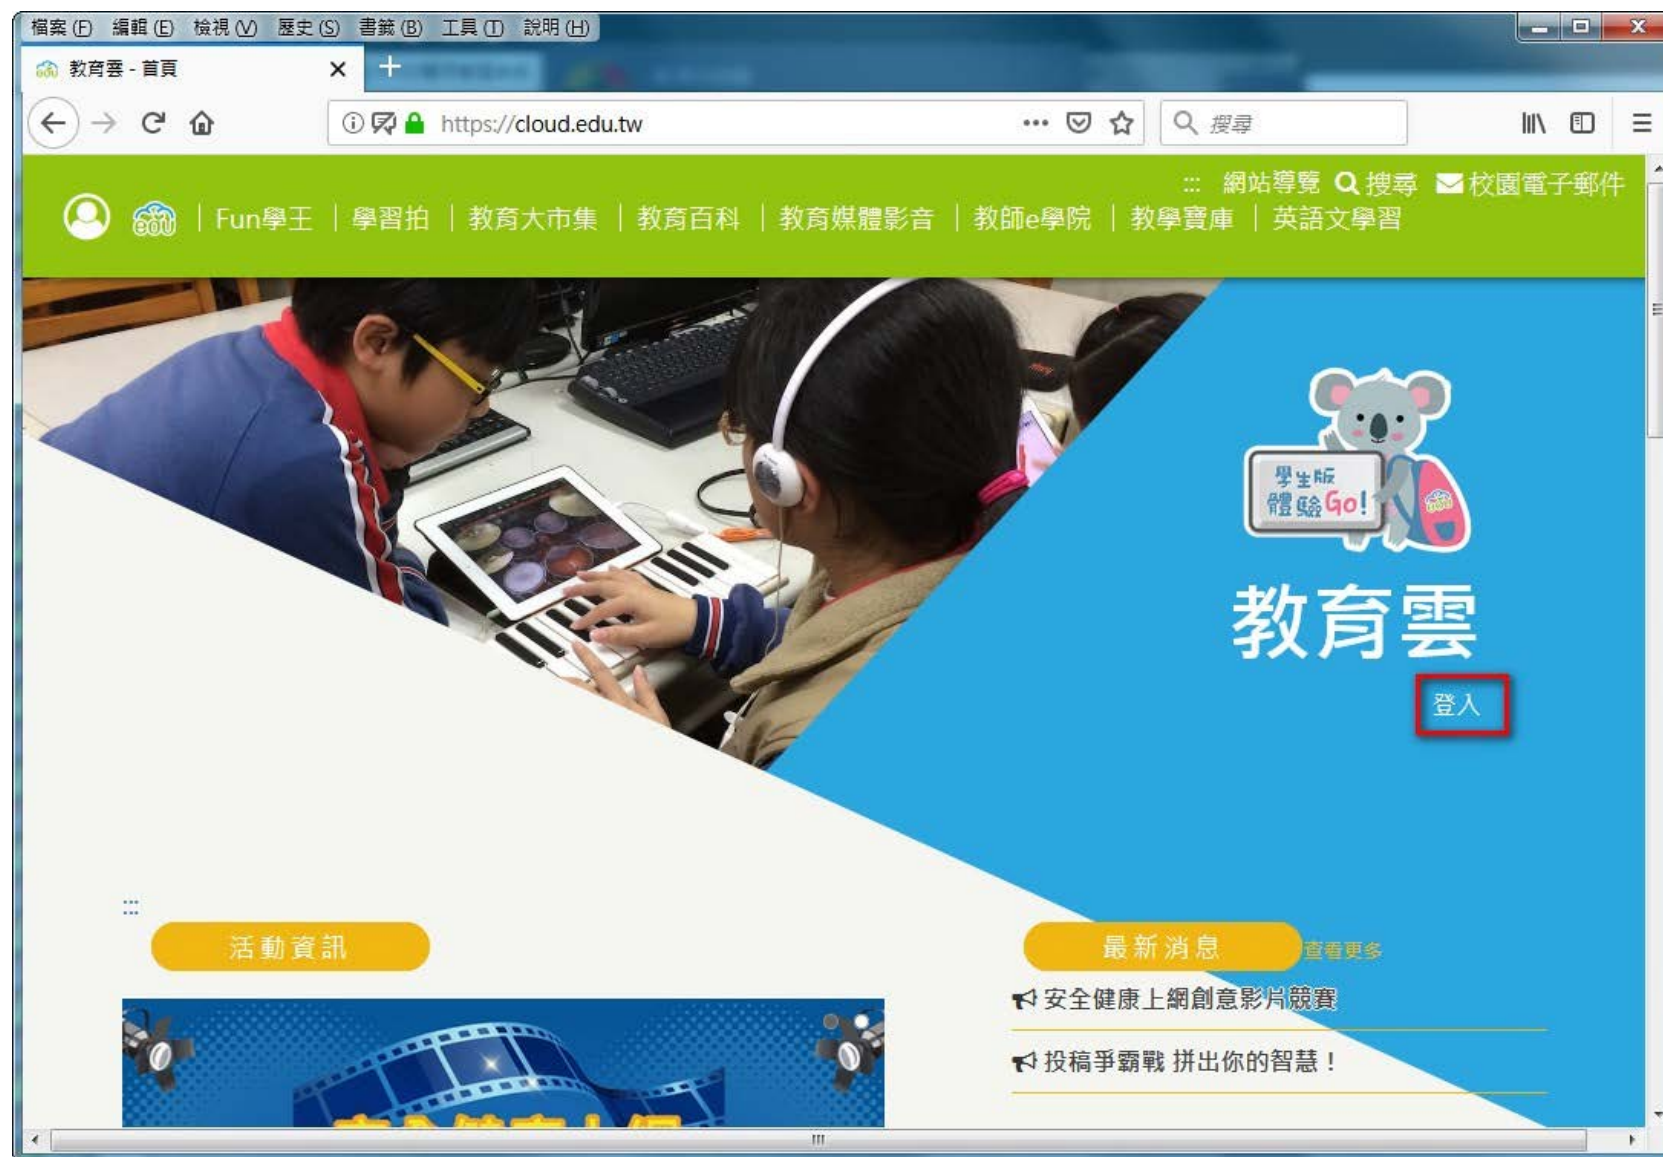 檔案 (F) 編輯 (E) 檢視 (V) 歷史 (S) 書籤 (B) 工具 (T) 說明 (H)
教育雲 - 首頁
https://cloud.edu.tw
搜尋
網站導覽 搜尋 校園電子郵件
edu | Fun學王 | 學習拍 | 教育大市集 | 教育百科 | 教育媒體影音 | 教師e學院 | 教學寶庫 | 英語文學習
學生版
體驗Go!
教育雲
登入
活動資訊
最新消息 查看更多
安全健康上網創意影片競賽
投稿爭霸戰 拼出你的智慧！